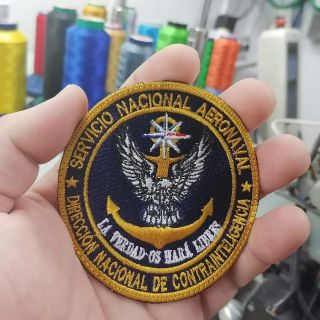 SERVICIO NACIONAL AERONAVAL
LA VERDAD OS HARÁ LIBRES
DIRECCIÓN NACIONAL DE CONTRAINTELIGENCIA